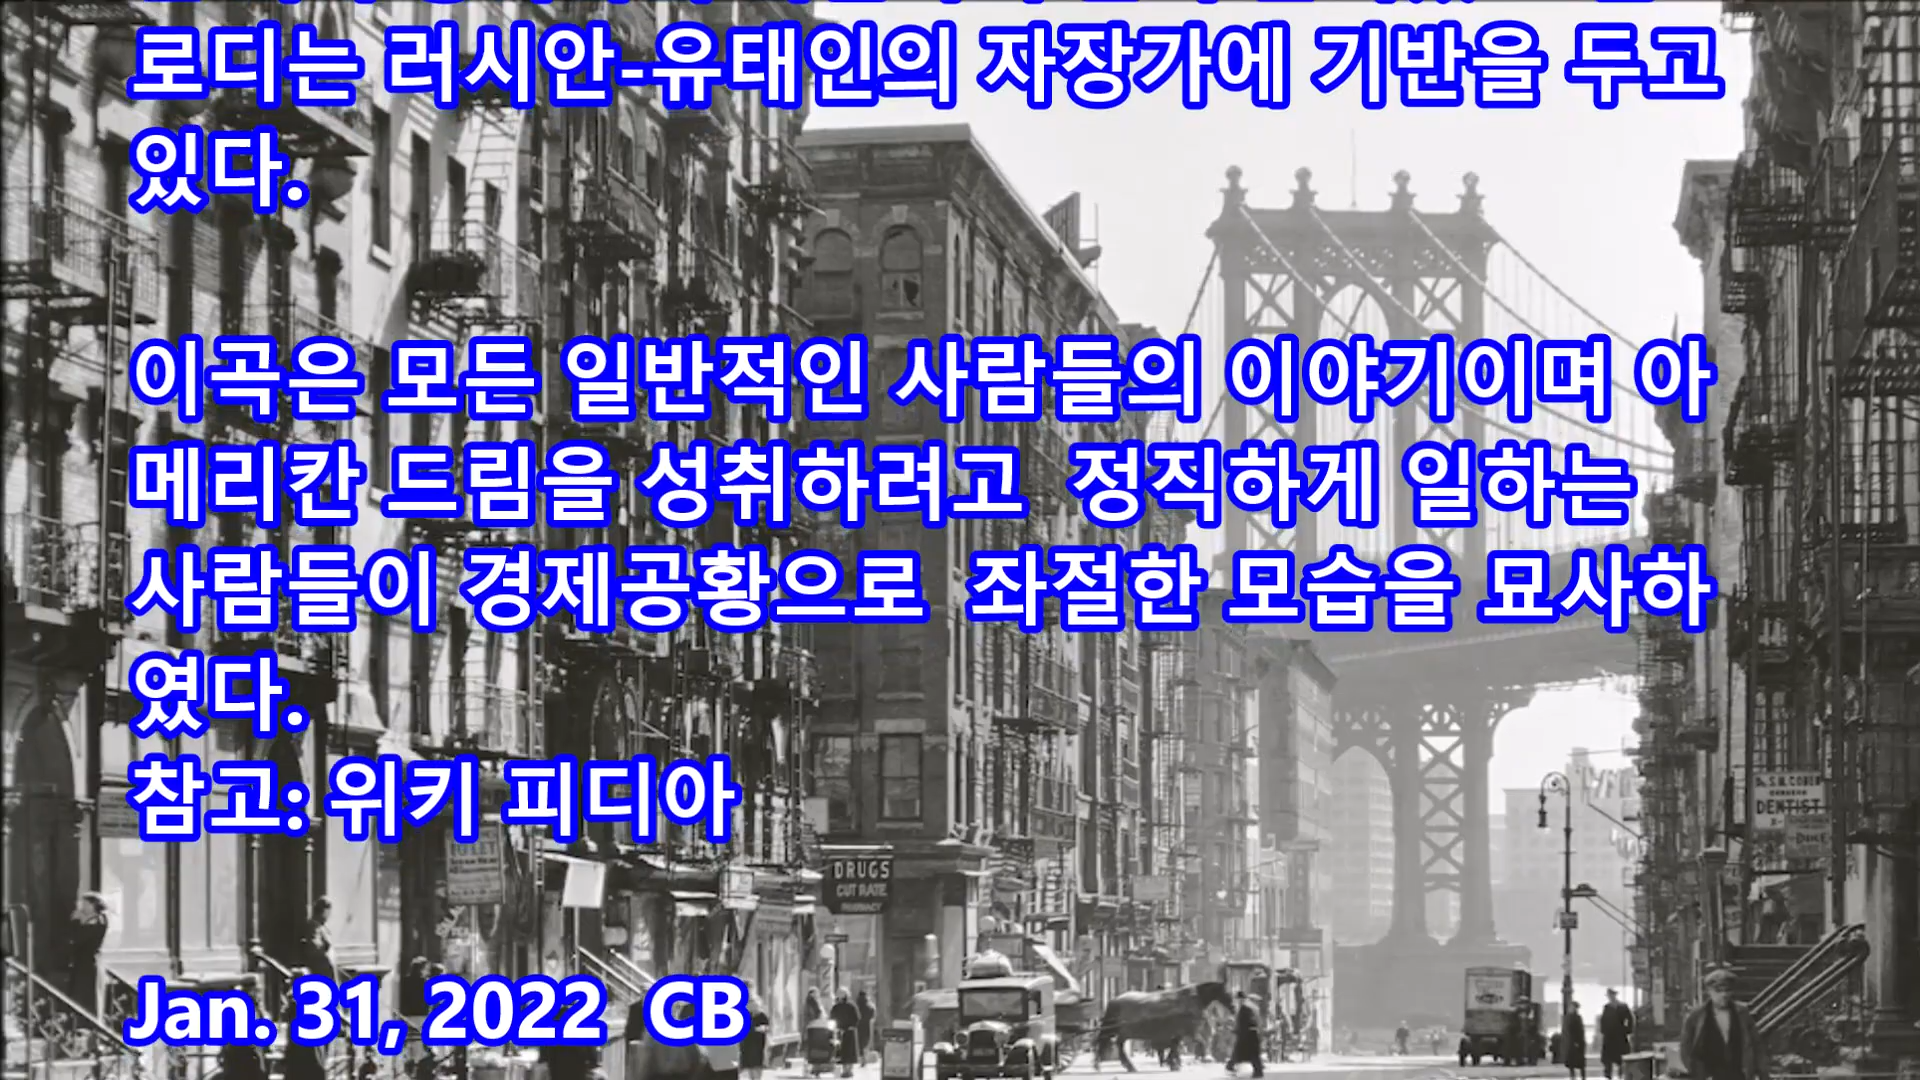 로디는 러시안-유태인의 자장가에 기반을 두고
있다.
이곡은 모든 일반적인 사람들의 이야기이며 아
메리칸 드림을 성취하려고 정직하게 일하는
사람들이 경제공황으로 좌절한 모습을 묘사하
였다.
참고: 위키 피디아
DRUGS
CUT RATE
PHARMACY
DENTIST
Jan. 31, 2022 CB